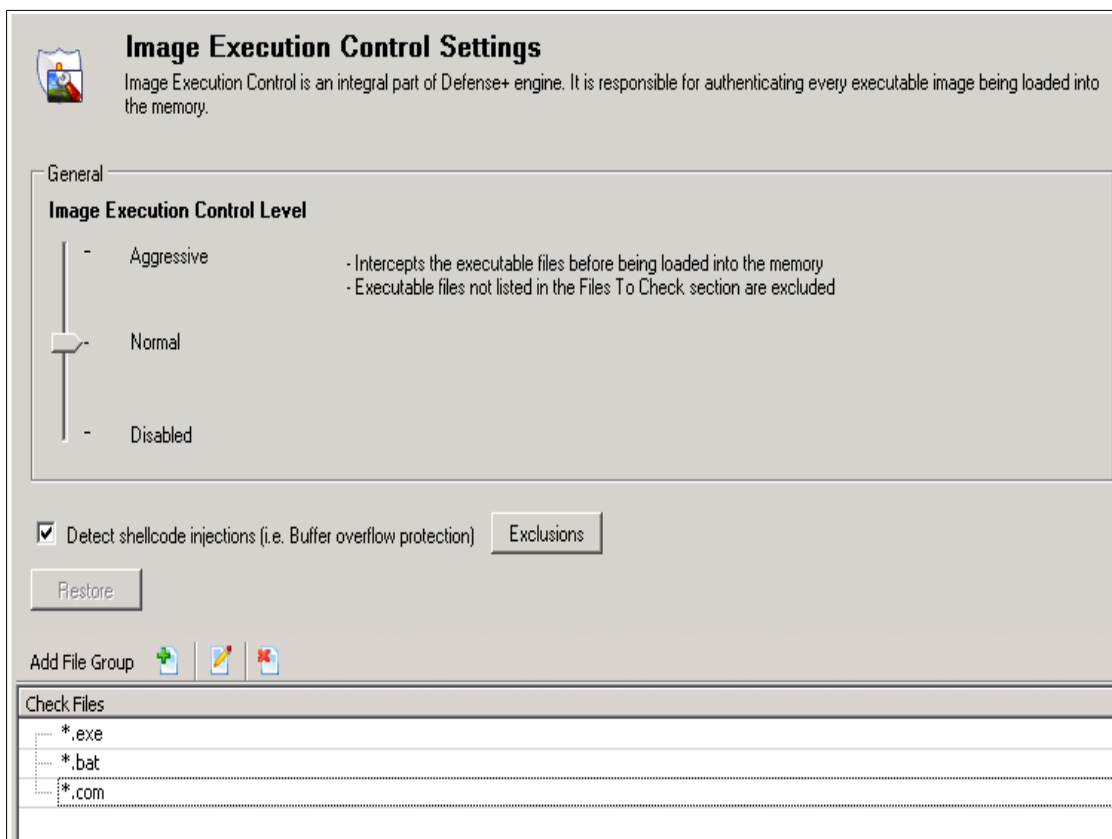 Image Execution Control Settings
Image Execution Control is an integral part of Defense+ engine. It is responsible for authenticating every executable image being loaded into
the memory.
General
Image Execution Control Level
Aggressive
- Intercepts the executable files before being loaded into the memory
- Executable files not listed in the Files To Check section are excluded
Normal
Disabled
Detect shellcode injections (i.e. Buffer overflow protection) Exclusions
Restore
Add File Group
Check Files
*.exe
*.bat
*.com